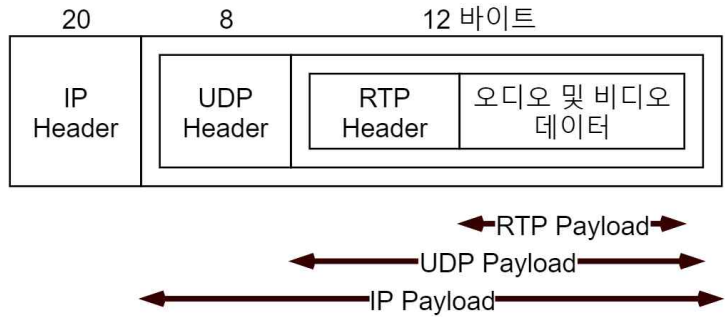 20 8 12 바이트
IP Header
UDP Header
RTP Header
오디오 및 비디오 데이터
RTP Payload
UDP Payload
IP Payload